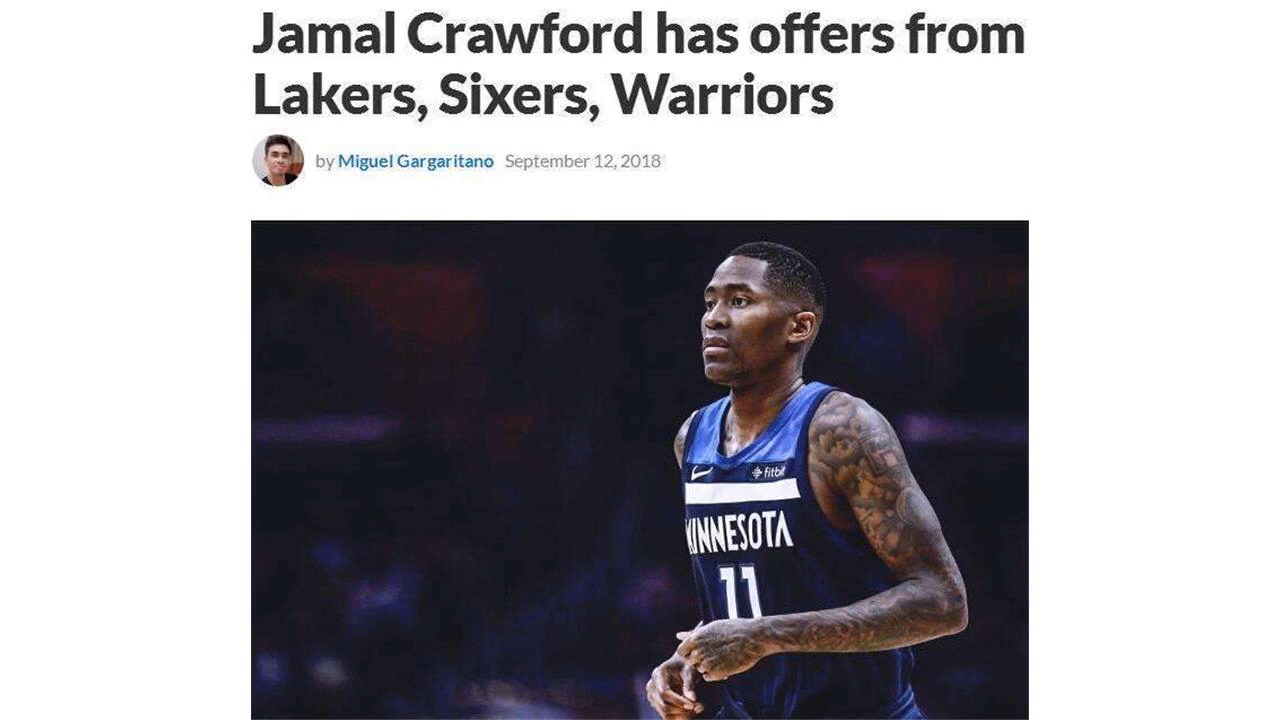 Jamal Crawford has offers from
Lakers, Sixers, Warriors
by Miguel Gargaritano September 12, 2018
fitbit
MINNESOTA
11